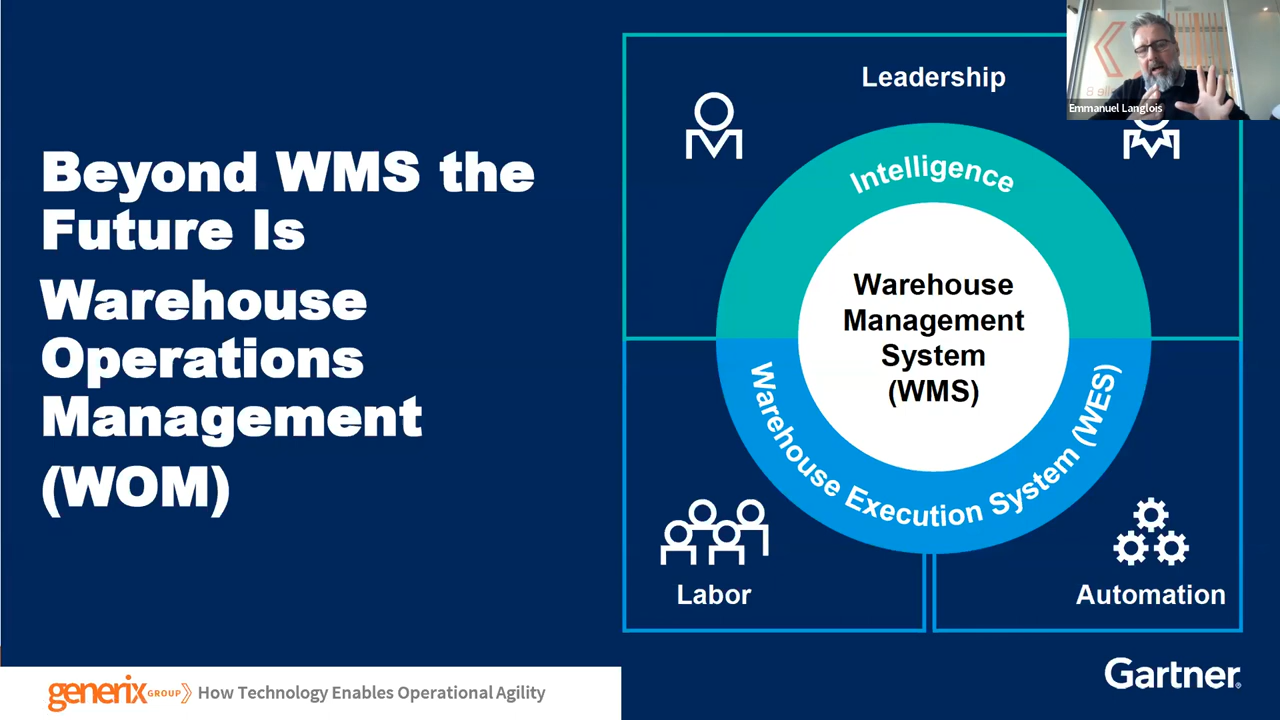 Beyond WMS the
Future Is
Warehouse
Operations
Management
(WOM)
Leadership
Emmanuel Langlois
Intelligence
Warehouse
Management
System
(WMS)
Warehouse Execution System (WES)
Labor
Automation
generix GROUP How Technology Enables Operational Agility
Gartner®